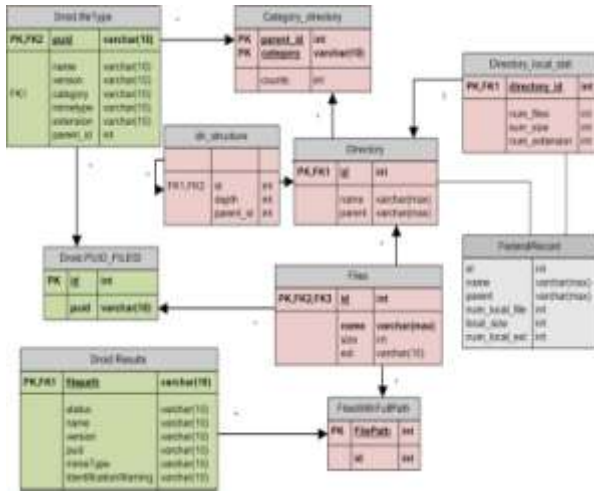 Droid.fileType
PK,FK2 puid varchar(10)
name varchar(10)
version varchar(10)
FK1 category varchar(10)
mimetype varchar(10)
extension varchar(10)
parent_id int
Category_directory
PK parent_id int
PK category varchar(10)
counts int
Directory_local_stat
PK,FK1 directory_id int
num_files int
num_size int
num_extension int
dir_structure
FK1,FK2 id int
depth int
parent_id int
Directory
PK,FK1 id int
name varchar(max)
parent varchar(max)
Droid.PUID_FILEID
PK id int
puid varchar(10)
Files
PK,FK2,FK3 id int
name varchar(max)
size int
ext varchar(10)
id int
name varchar(max)
parent varchar(max)
num_local_file int
local_size int
num_local_ext int
Droid.Results
PK,FK1 filepath varchar(10)
status varchar(10)
name varchar(10)
version varchar(10)
puid varchar(10)
mimeType varchar(10)
IdentificationWarning varchar(10)
FilesWithFullPath
PK FilePath int
id int